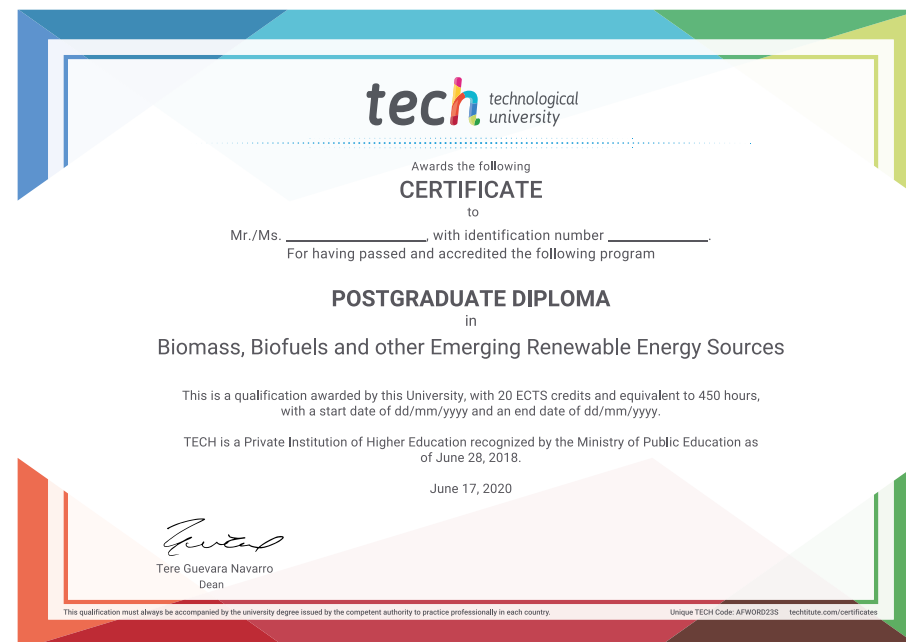 tech technological
university
Awards the following
CERTIFICATE
to
Mr./Ms. ____________________, with identification number ______________.
For having passed and accredited the following program
POSTGRADUATE DIPLOMA
in
Biomass, Biofuels and other Emerging Renewable Energy Sources
This is a qualification awarded by this University, with 20 ECTS credits and equivalent to 450 hours,
with a start date of dd/mm/yyyy and an end date of dd/mm/yyyy.
TECH is a Private Institution of Higher Education recognized by the Ministry of Public Education as
of June 28, 2018.
June 17, 2020
Tere Guevara Navarro
Dean
This qualification must always be accompanied by the university degree issued by the competent authority to practice professionally in each country. Unique TECH Code: AFWORD23S techtitute.com/certificates